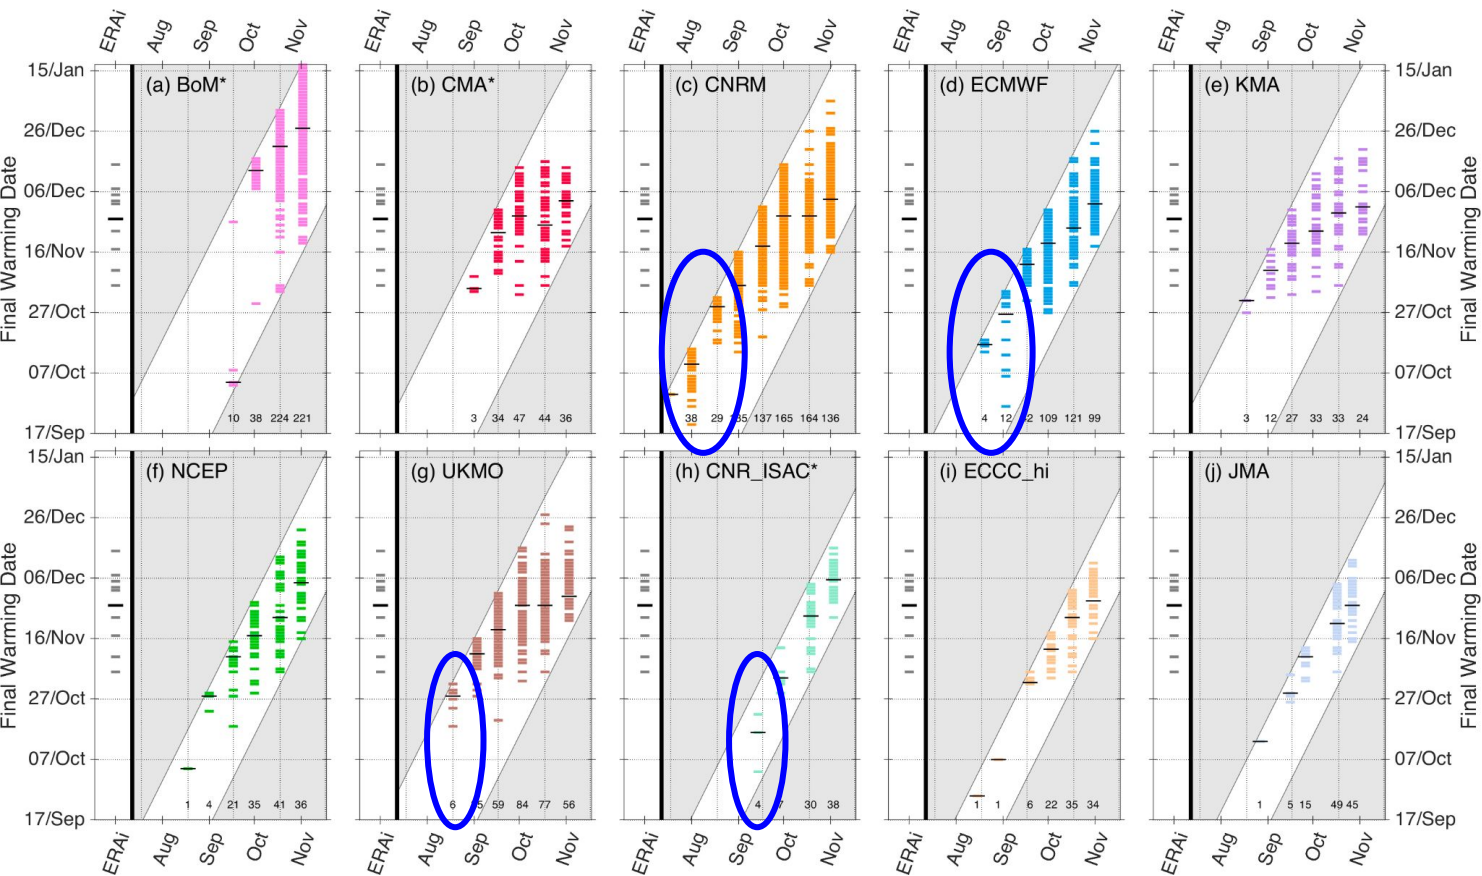 ERAi Aug Sep Oct Nov ERAi Aug Sep Oct Nov ERAi Aug Sep Oct Nov ERAi Aug Sep Oct Nov ERAi Aug Sep Oct Nov
(a) BoM* (b) CMA* (c) CNRM (d) ECMWF (e) KMA
Final Warming Date
15/Jan
26/Dec
06/Dec
16/Nov
27/Oct
07/Oct
17/Sep
10 38 224 221
3 34 47 44 36
38 29 137 165 164 136
4 12 109 121 99
3 12 27 33 33 24
15/Jan
26/Dec
06/Dec
16/Nov
27/Oct
07/Oct
17/Sep
Final Warming Date
(f) NCEP (g) UKMO (h) CNR_ISAC* (i) ECCC_hi (j) JMA
Final Warming Date
15/Jan
26/Dec
06/Dec
16/Nov
27/Oct
07/Oct
17/Sep
1 4 21 35 41 36
6 59 84 77 56
4 30 38
1 1 6 22 35 34
1 5 15 49 45
15/Jan
26/Dec
06/Dec
16/Nov
27/Oct
07/Oct
17/Sep
Final Warming Date
ERAi Aug Sep Oct Nov ERAi Aug Sep Oct Nov ERAi Aug Sep Oct Nov ERAi Aug Sep Oct Nov ERAi Aug Sep Oct Nov